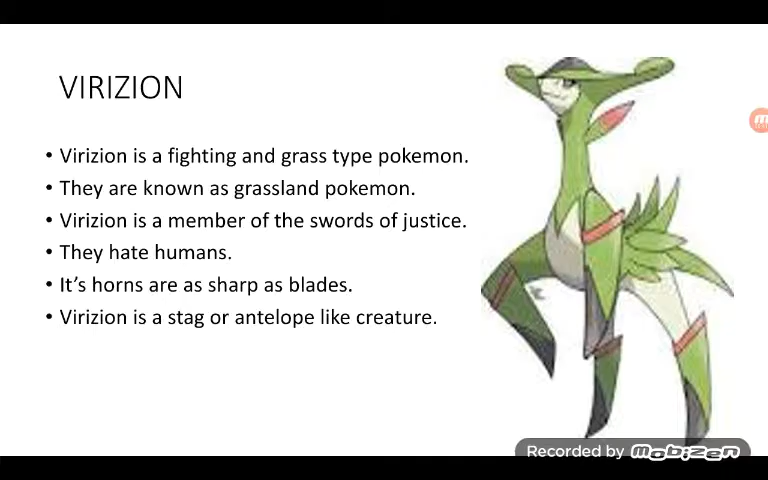 VIRIZION
• Virizion is a fighting and grass type pokemon.
• They are known as grassland pokemon.
• Virizion is a member of the swords of justice.
• They hate humans.
• It’s horns are as sharp as blades.
• Virizion is a stag or antelope like creature.
Recorded by mobizen